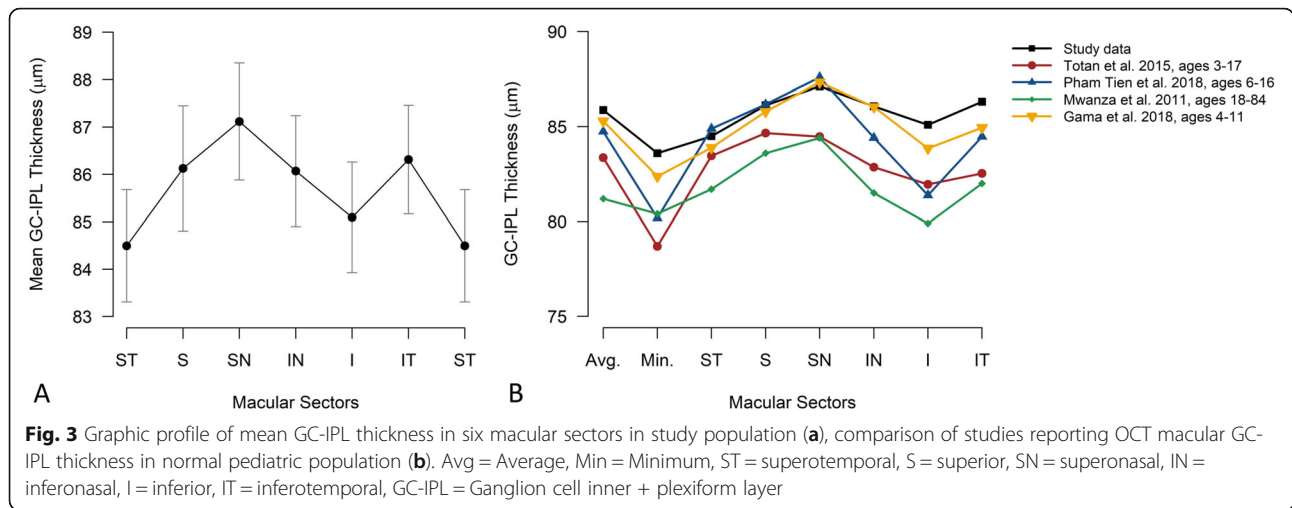 89
88
87
86
85
84
83
Mean GC-IPL Thickness (μm)
ST S SN IN I IT ST
A
Macular Sectors
90
85
80
75
GC-IPL Thickness (μm)
Avg. Min. ST S SN IN I IT
B
Macular Sectors
Study data
Totan et al. 2015, ages 3-17
Pham Tien et al. 2018, ages 6-16
Mwanza et al. 2011, ages 18-84
Gama et al. 2018, ages 4-11
Fig. 3 Graphic profile of mean GC-IPL thickness in six macular sectors in study population (a), comparison of studies reporting OCT macular GC-
IPL thickness in normal pediatric population (b). Avg = Average, Min = Minimum, ST = superotemporal, S = superior, SN = superonasal, IN =
inferonasal, I = inferior, IT = inferotemporal, GC-IPL = Ganglion cell inner + plexiform layer